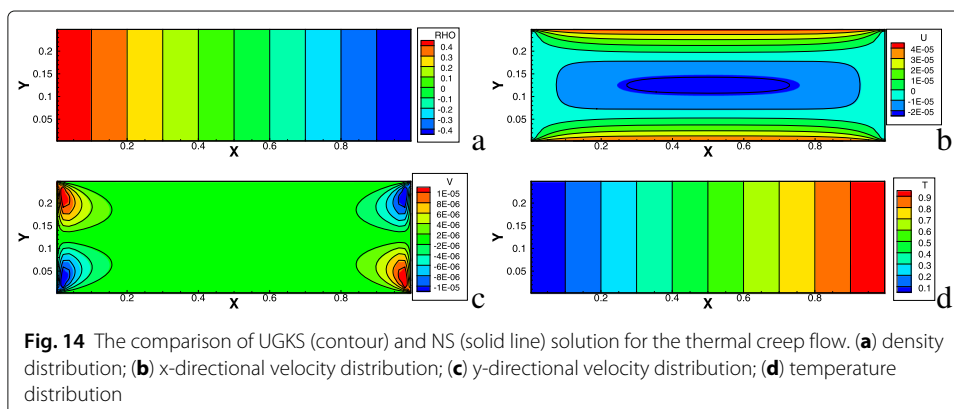 RHO
0.4
0.3
0.2
0.1
0
-0.1
-0.2
-0.3
-0.4
Y
0.2
0.15
0.1
0.05
0.2 0.4 0.6 0.8
X
a
U
4E-05
3E-05
2E-05
1E-05
0
-1E-05
-2E-05
Y
0.2
0.15
0.1
0.05
0.2 0.4 0.6 0.8
X
b
V
1E-05
8E-06
6E-06
4E-06
2E-06
-2E-06
-4E-06
-6E-06
-8E-06
-1E-05
Y
0.2
0.15
0.1
0.05
0.2 0.4 0.6 0.8
X
c
T
0.9
0.8
0.7
0.6
0.5
0.4
0.3
0.2
0.1
Y
0.2
0.15
0.1
0.05
0.2 0.4 0.6 0.8
X
d
Fig. 14 The comparison of UGKS (contour) and NS (solid line) solution for the thermal creep flow. (a) density
distribution; (b) x-directional velocity distribution; (c) y-directional velocity distribution; (d) temperature
distribution